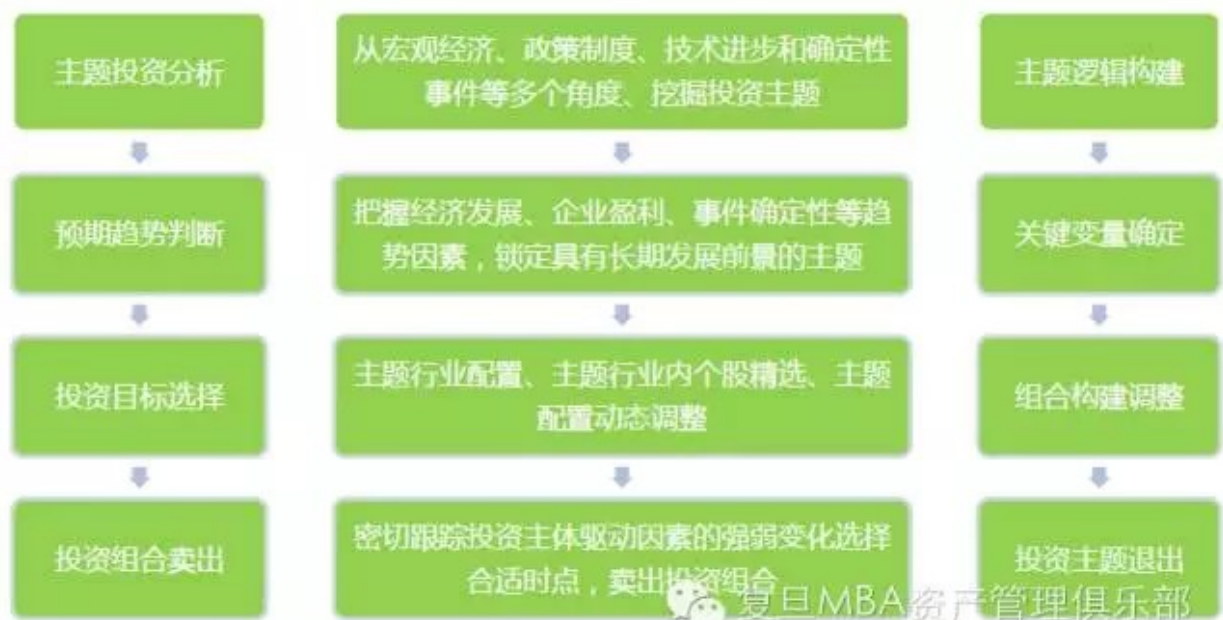 主题投资分析
从宏观经济、政策制度、技术进步和确定性
事件等多个角度、挖掘投资主题
主题逻辑构建
预期趋势判断
把握经济发展、企业盈利、事件确定性等趋
势因素，锁定具有长期发展前景的主题
关键变量确定
投资目标选择
主题行业配置、主题行业内个股精选、主题
配置动态调整
组合构建调整
投资组合卖出
密切跟踪投资主体驱动因素的强弱变化选择
合适时点，卖出投资组合
投资主题退出
复旦MBA资产管理俱乐部